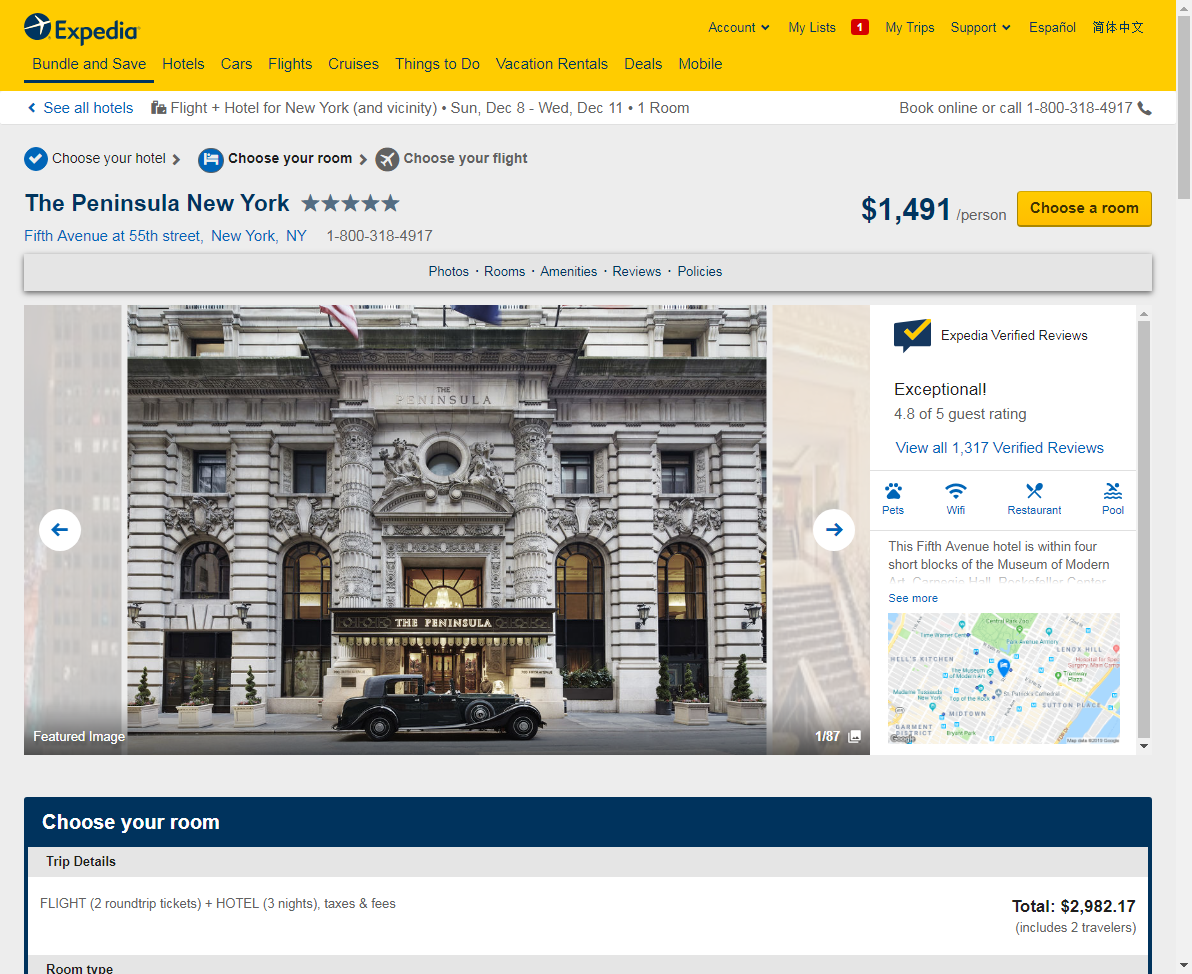 Expedia
Account
My Lists
1
My Trips
Support
Español
简体中文
Bundle and Save
Hotels
Cars
Flights
Cruises
Things to Do
Vacation Rentals
Deals
Mobile
See all hotels
Flight + Hotel for New York (and vicinity) • Sun, Dec 8 - Wed, Dec 11 • 1 Room
Book online or call 1-800-318-4917
Choose your hotel
Choose your room
Choose your flight
The Peninsula New York
$1,491 /person
Choose a room
Fifth Avenue at 55th street, New York, NY 1-800-318-4917
Photos · Rooms · Amenities · Reviews · Policies
THE
PENINSULA
THE PENINSULA
Featured Image
1/87
Expedia Verified Reviews
Exceptional!
4.8 of 5 guest rating
View all 1,317 Verified Reviews
Pets
Wifi
Restaurant
Pool
This Fifth Avenue hotel is within four
short blocks of the Museum of Modern
Art, Carnegie Hall, Rockefeller Center
See more
Central Park Zoo
Time Warner Center
Park Avenue Armory
LENOX HILL
HELL'S KITCHEN
The Museum
of Modern Art
Tramway
Plaza
Madame Tussauds
New York
Top of the Rock
St. Patrick's Cathedral
SUTTON PLACE
MIDTOWN
GARMENT
DISTRICT
Bryant Park
Google
Map data ©2019 Google
Choose your room
Trip Details
FLIGHT (2 roundtrip tickets) + HOTEL (3 nights), taxes & fees
Total: $2,982.17
(includes 2 travelers)
Room type